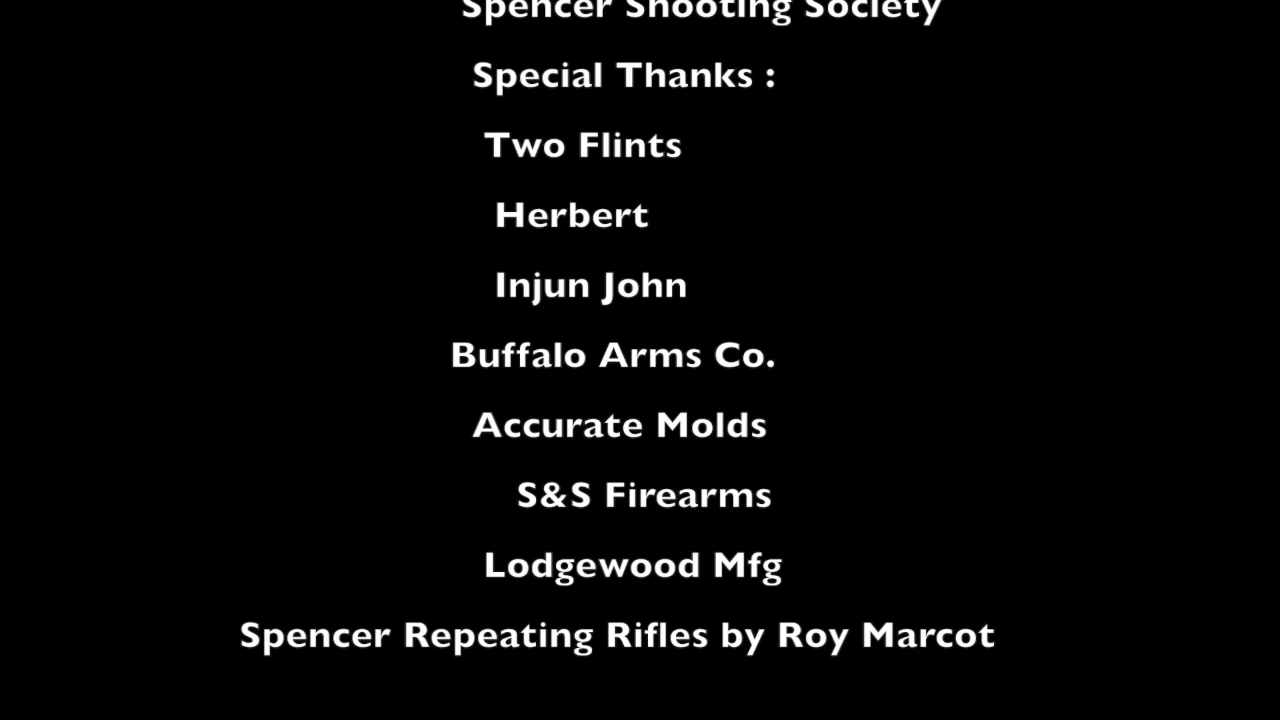 Spencer Shooting Society
Special Thanks :
Two Flints
Herbert
Injun John
Buffalo Arms Co.
Accurate Molds
S&S Firearms
Lodgewood Mfg
Spencer Repeating Rifles by Roy Marcot